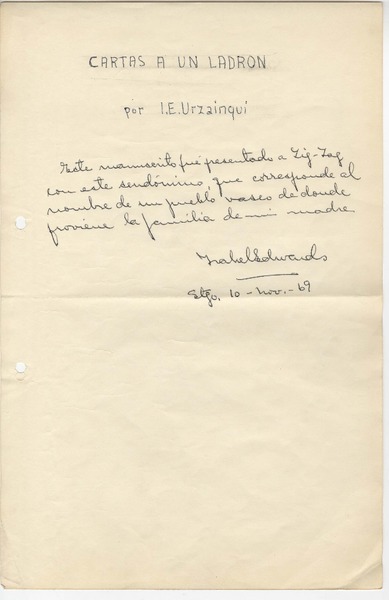 CARTAS A UN LADRON
por I.E. Urzainqui
Este manuscrito fué presentado a Zig-Zag
con este seudónimo, que corresponde al
nombre de un pueblo vasco de donde
proviene la familia de mi madre
Isabel Edwards
Stgo, 10 - Nov. - 69